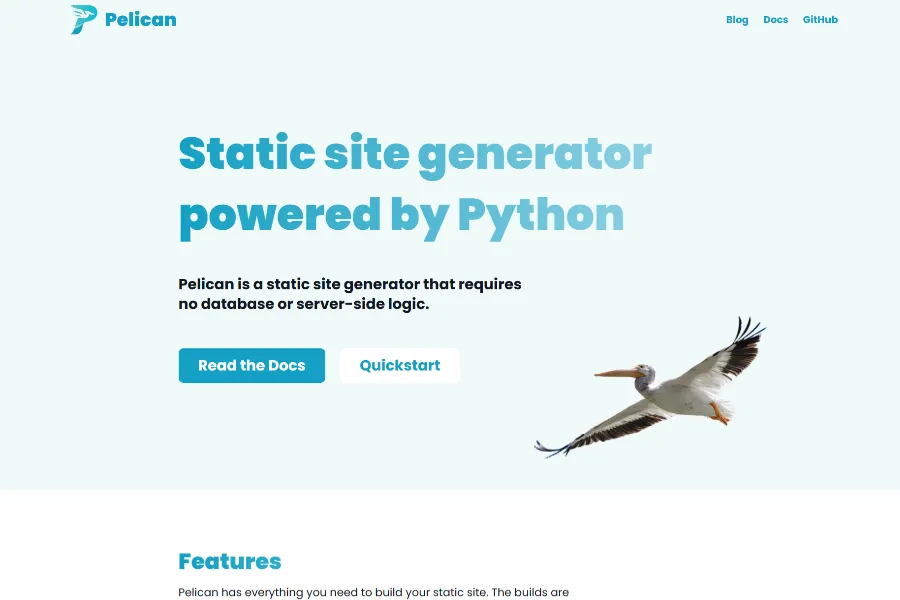 Pelican
Blog Docs GitHub
Static site generator
powered by Python
Pelican is a static site generator that requires
no database or server-side logic.
Read the Docs Quickstart
Features
Pelican has everything you need to build your static site. The builds are